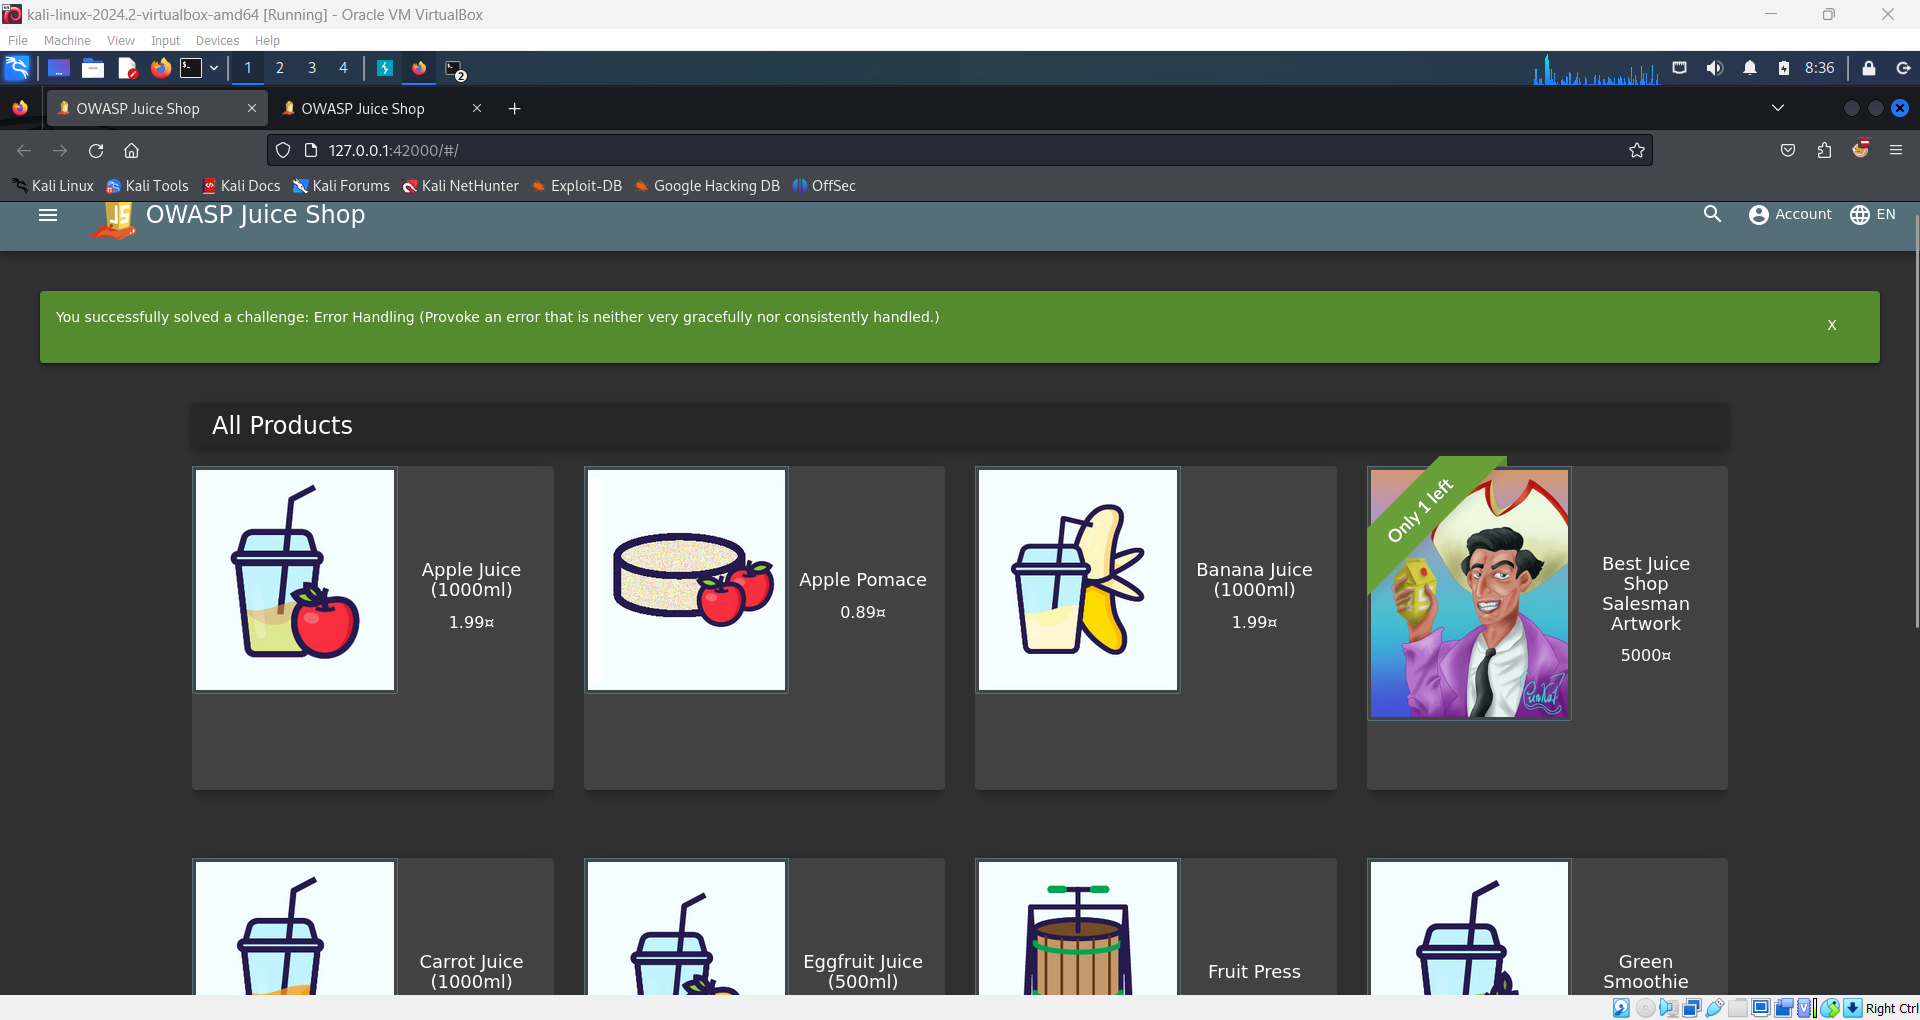 kali-linux-2024.2-virtualbox-amd64 [Running] - Oracle VM VirtualBox
File Machine View Input Devices Help
1 2 3 4 2 8:36
OWASP Juice Shop OWASP Juice Shop
127.0.0.1:42000/#/
Kali Linux Kali Tools Kali Docs Kali Forums Kali NetHunter Exploit-DB Google Hacking DB OffSec
OWASP Juice Shop Account EN
You successfully solved a challenge: Error Handling (Provoke an error that is neither very gracefully nor consistently handled.)
X
All Products
Apple Juice
(1000ml)
1.99¤
Apple Pomace
0.89¤
Banana Juice
(1000ml)
1.99¤
Only 1 left
Best Juice
Shop
Salesman
Artwork
5000¤
Carrot Juice
(1000ml)
Eggfruit Juice
(500ml)
Fruit Press
Green
Smoothie
Right Ctrl